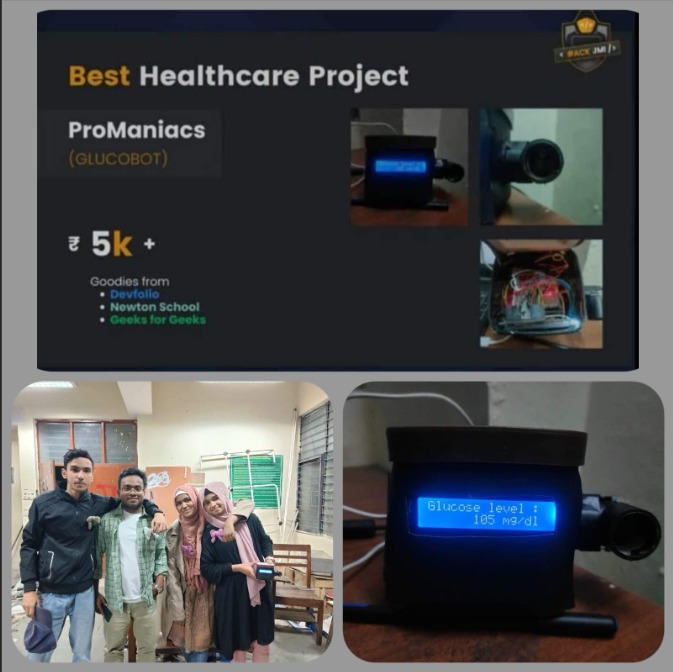 < HACK JMI />
Best Healthcare Project
ProManiacs
(GLUCOBOT)
₹ 5k +
Goodies from
• Devfolio
• Newton School
• Geeks for Geeks
Glucose level :
105 mg/dl